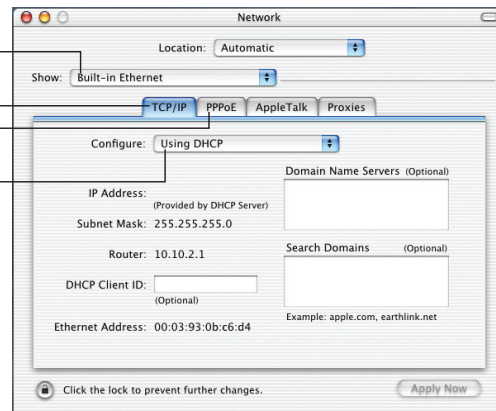 Network
Location: Automatic
Show: Built-in Ethernet
TCP/IP PPPoE AppleTalk Proxies
Configure: Using DHCP
Domain Name Servers (Optional)
IP Address:
(Provided by DHCP Server)
Subnet Mask: 255.255.255.0
Router: 10.10.2.1
Search Domains (Optional)
DHCP Client ID:
(Optional)
Example: apple.com, earthlink.net
Ethernet Address: 00:03:93:0b:c6:d4
Click the lock to prevent further changes.
Apply Now